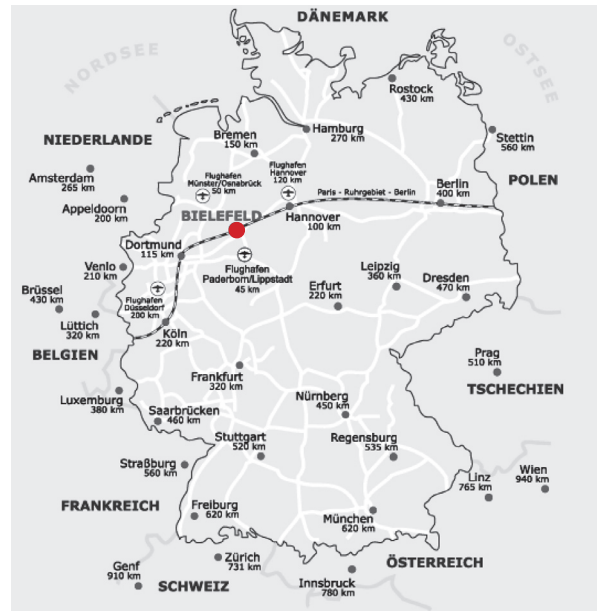 DÄNEMARK
NORDSEE
OSTSEE
Rostock
430 km
Hamburg
270 km
Bremen
150 km
Stettin
560 km
NIEDERLANDE
Amsterdam
265 km
Appeldoorn
200 km
Flughafen
Münster/Osnabrück
50 km
Flughafen
Hannover
120 km
POLEN
Berlin
400 km
Paris - Ruhrgebiet - Berlin
BIELEFELD
Hannover
100 km
Dortmund
115 km
Venlo
210 km
Flughafen
Paderborn/Lippstadt
45 km
Leipzig
360 km
Dresden
470 km
Erfurt
220 km
Brüssel
430 km
Lüttich
320 km
Flughafen
Düsseldorf
200 km
Köln
220 km
BELGIEN
Prag
510 km
TSCHECHIEN
Frankfurt
320 km
Luxemburg
380 km
Saarbrücken
460 km
Nürnberg
450 km
Stuttgart
520 km
Regensburg
535 km
Straßburg
560 km
Linz
765 km
Wien
940 km
FRANKREICH
Freiburg
620 km
München
620 km
Zürich
731 km
Genf
910 km
SCHWEIZ
Innsbruck
780 km
ÖSTERREICH